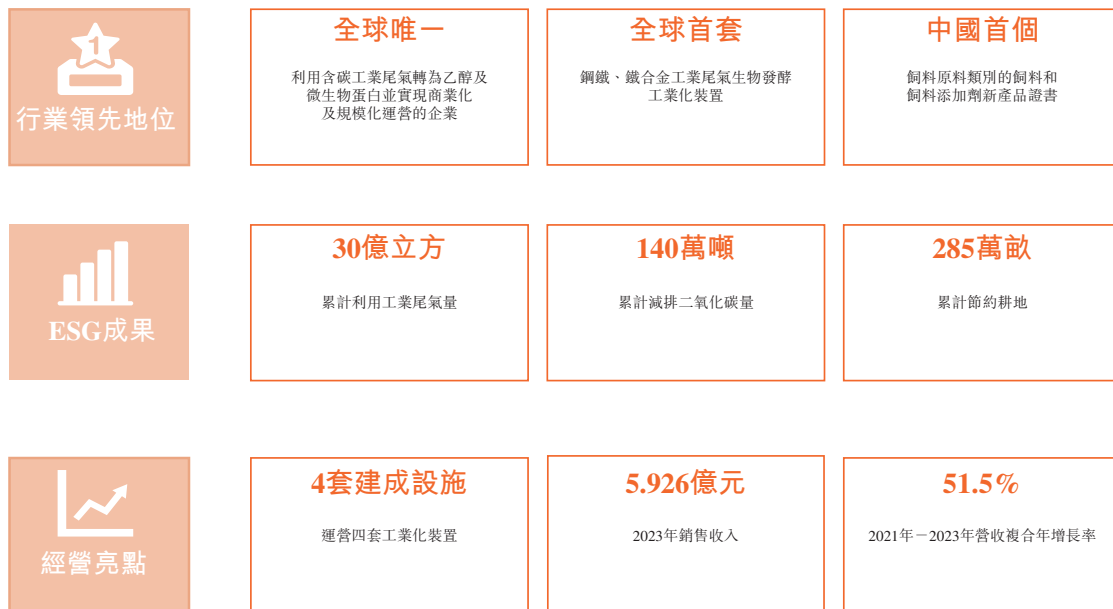 1
行業領先地位
全球唯一
利用含碳工業尾氣轉為乙醇及
微生物蛋白並實現商業化
及規模化運營的企業
全球首套
鋼鐵、鐵合金工業尾氣生物發酵
工業化裝置
中國首個
飼料原料類別的飼料和
飼料添加劑新產品證書
ESG成果
30億立方
累計利用工業尾氣量
140萬噸
累計減排二氧化碳量
285萬畝
累計節約耕地
經營亮點
4套建成設施
運營四套工業化裝置
5.926億元
2023年銷售收入
51.5%
2021年－2023年營收複合年增長率